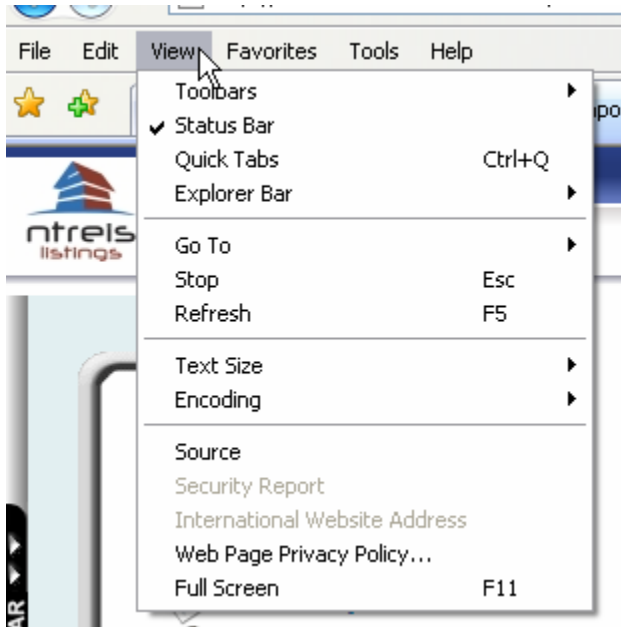 File Edit View Favorites Tools Help
Toolbars
Status Bar
Quick Tabs Ctrl+Q
Explorer Bar
ntreis
listings
Go To
Stop Esc
Refresh F5
Text Size
Encoding
Source
Security Report
International Website Address
Web Page Privacy Policy...
Full Screen F11